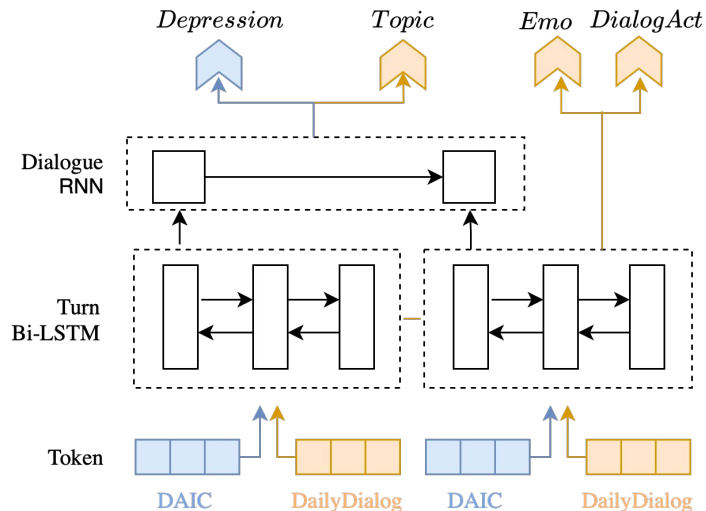 Depression Topic Emo DialogAct
Dialogue
RNN
Turn
Bi-LSTM
Token
DAIC DailyDialog DAIC DailyDialog